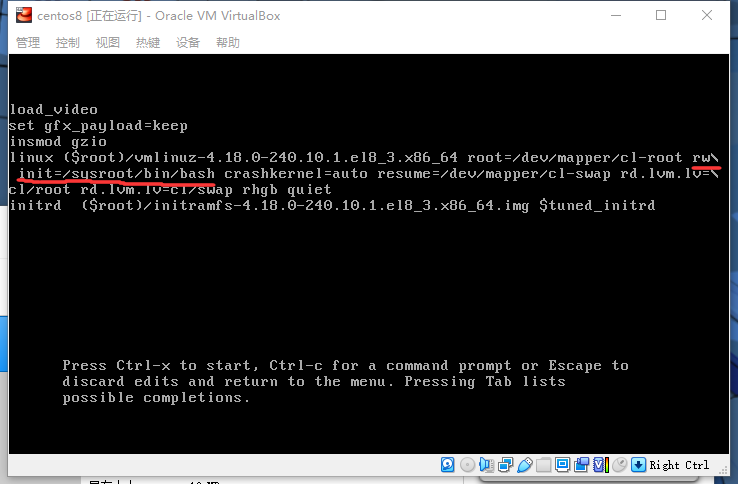 centos8 [正在运行] - Oracle VM VirtualBox
管理 控制 视图 热键 设备 帮助
load_video
set gfx_payload=keep
insmod gzio
linux ($root)/vmlinuz-4.18.0-240.10.1.el8_3.x86_64 root=/dev/mapper/cl-root rw\
init=/sysroot/bin/bash crashkernel=auto resume=/dev/mapper/cl-swap rd.lvm.lv=\
cl/root rd.lvm.lv=cl/swap rhgb quiet
initrd ($root)/initramfs-4.18.0-240.10.1.el8_3.x86_64.img $tuned_initrd
Press Ctrl-x to start, Ctrl-c for a command prompt or Escape to
discard edits and return to the menu. Pressing Tab lists
possible completions.
Right Ctrl